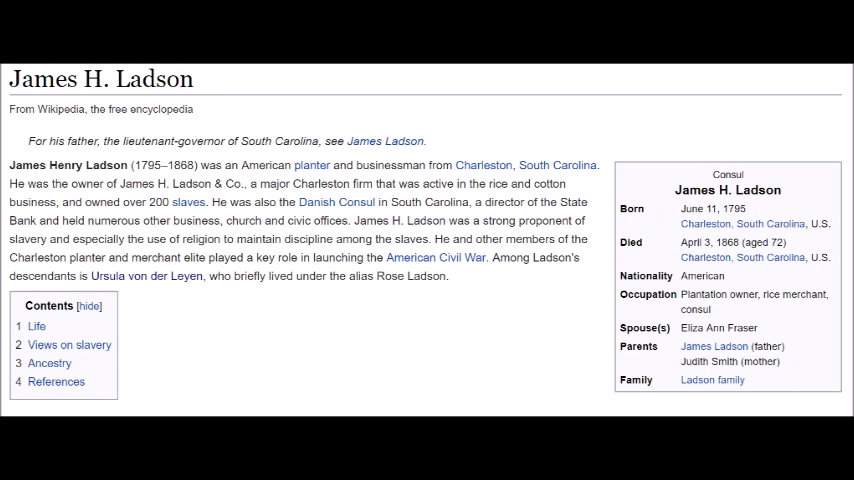 James H. Ladson
From Wikipedia, the free encyclopedia
For his father, the lieutenant-governor of South Carolina, see James Ladson.
James Henry Ladson (1795–1868) was an American planter and businessman from Charleston, South Carolina.
He was the owner of James H. Ladson & Co., a major Charleston firm that was active in the rice and cotton
business, and owned over 200 slaves. He was also the Danish Consul in South Carolina, a director of the State
Bank and held numerous other business, church and civic offices. James H. Ladson was a strong proponent of
slavery and especially the use of religion to maintain discipline among the slaves. He and other members of the
Charleston planter and merchant elite played a key role in launching the American Civil War. Among Ladson's
descendants is Ursula von der Leyen, who briefly lived under the alias Rose Ladson.
Contents [hide]
1 Life
2 Views on slavery
3 Ancestry
4 References
Consul
James H. Ladson
Born June 11, 1795
Charleston, South Carolina, U.S.
Died April 3, 1868 (aged 72)
Charleston, South Carolina, U.S.
Nationality American
Occupation Plantation owner, rice merchant,
consul
Spouse(s) Eliza Ann Fraser
Parents James Ladson (father)
Judith Smith (mother)
Family Ladson family